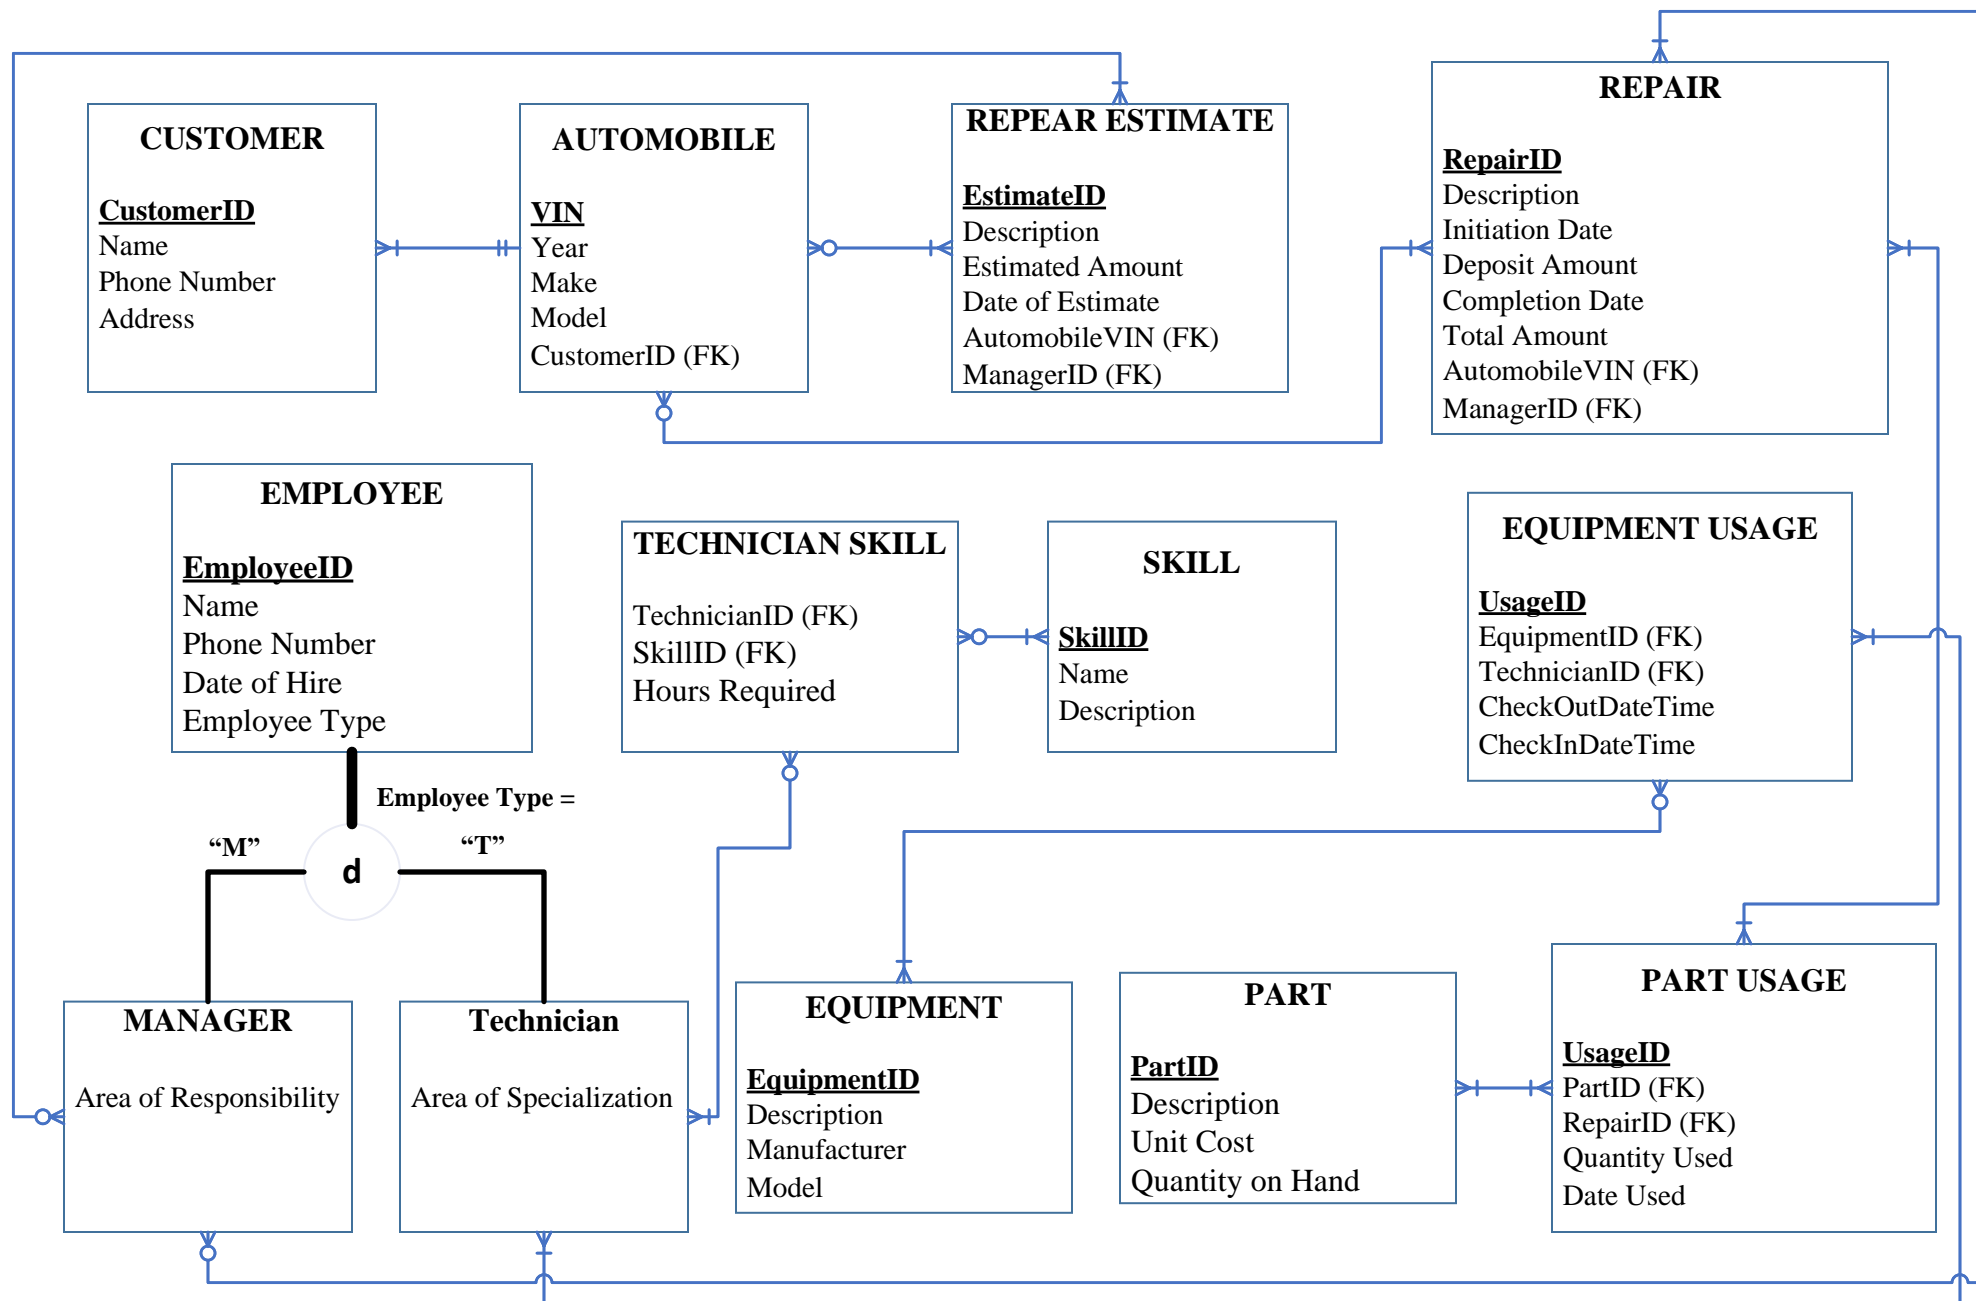 CUSTOMER
CustomerID
Name
Phone Number
Address
AUTOMOBILE
VIN
Year
Make
Model
CustomerID (FK)
REPEAR ESTIMATE
EstimateID
Description
Estimated Amount
Date of Estimate
AutomobileVIN (FK)
ManagerID (FK)
REPAIR
RepairID
Description
Initiation Date
Deposit Amount
Completion Date
Total Amount
AutomobileVIN (FK)
ManagerID (FK)
EMPLOYEE
EmployeeID
Name
Phone Number
Date of Hire
Employee Type
TECHNICIAN SKILL
TechnicianID (FK)
SkillID (FK)
Hours Required
SKILL
SkillID
Name
Description
EQUIPMENT USAGE
UsageID
EquipmentID (FK)
TechnicianID (FK)
CheckOutDateTime
CheckInDateTime
Employee Type =
“M”
“T”
d
MANAGER
Area of Responsibility
Technician
Area of Specialization
EQUIPMENT
EquipmentID
Description
Manufacturer
Model
PART
PartID
Description
Unit Cost
Quantity on Hand
PART USAGE
UsageID
PartID (FK)
RepairID (FK)
Quantity Used
Date Used